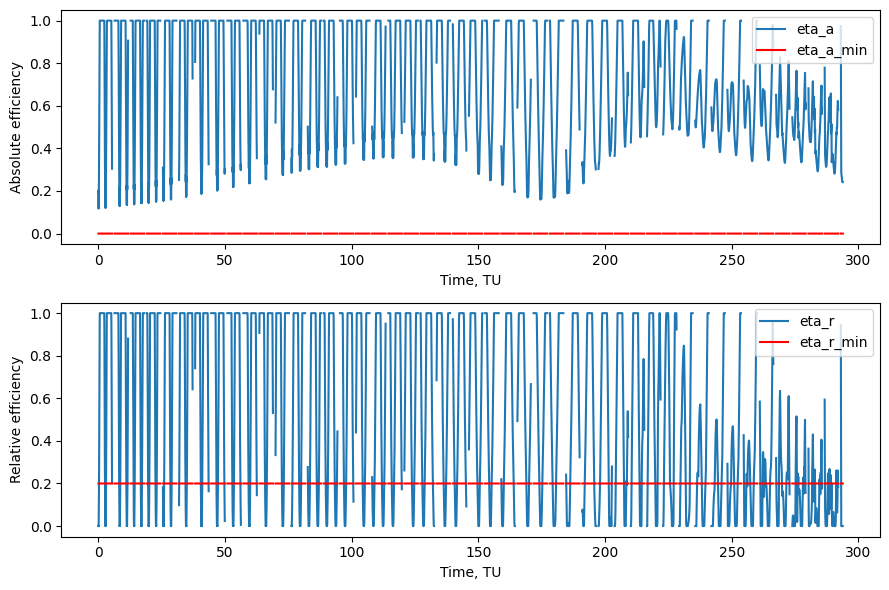 Absolute efficiency
1.0
0.8
0.6
0.4
0.2
0.0
eta_a
eta_a_min
0 50 100 150 200 250 300
Time, TU
Relative efficiency
1.0
0.8
0.6
0.4
0.2
0.0
eta_r
eta_r_min
0 50 100 150 200 250 300
Time, TU